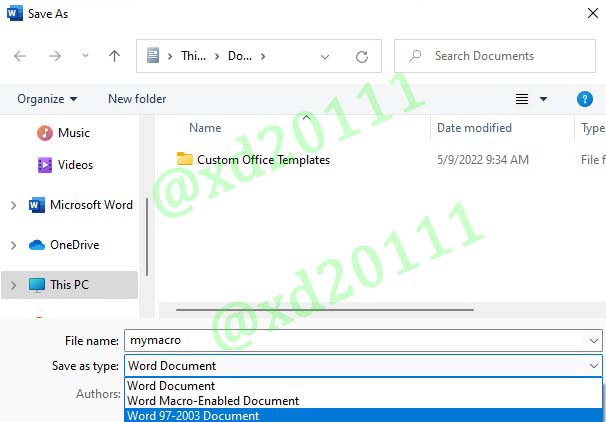 Save As
Thi... Do... Search Documents
Organize New folder
Name Date modified Type
Music
Custom Office Templates 5/9/2022 9:34 AM File f
Videos
Microsoft Word
OneDrive
This PC
@xd20111
@xd20111
File name: mymacro
Save as type: Word Document
Authors: Word Document
Word Macro-Enabled Document
Word 97-2003 Document